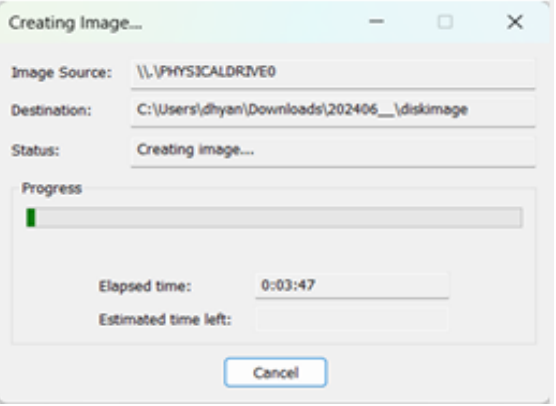 Creating Image...
Image Source: \\.\PHYSICALDRIVE0
Destination: C:\Users\dhyan\Downloads\202406__\diskimage
Status: Creating image...
Progress
Elapsed time: 0:03:47
Estimated time left:
Cancel